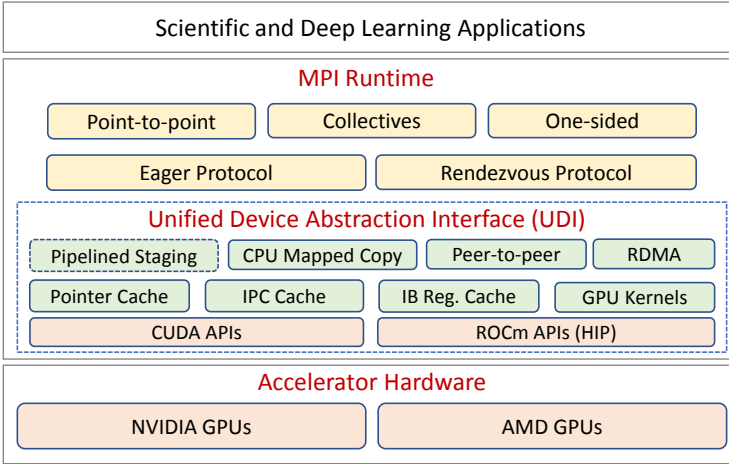 Scientific and Deep Learning Applications
MPI Runtime
Point-to-point
Collectives
One-sided
Eager Protocol
Rendezvous Protocol
Unified Device Abstraction Interface (UDI)
Pipelined Staging
CPU Mapped Copy
Peer-to-peer
RDMA
Pointer Cache
IPC Cache
IB Reg. Cache
GPU Kernels
CUDA APIs
ROCm APIs (HIP)
Accelerator Hardware
NVIDIA GPUs
AMD GPUs